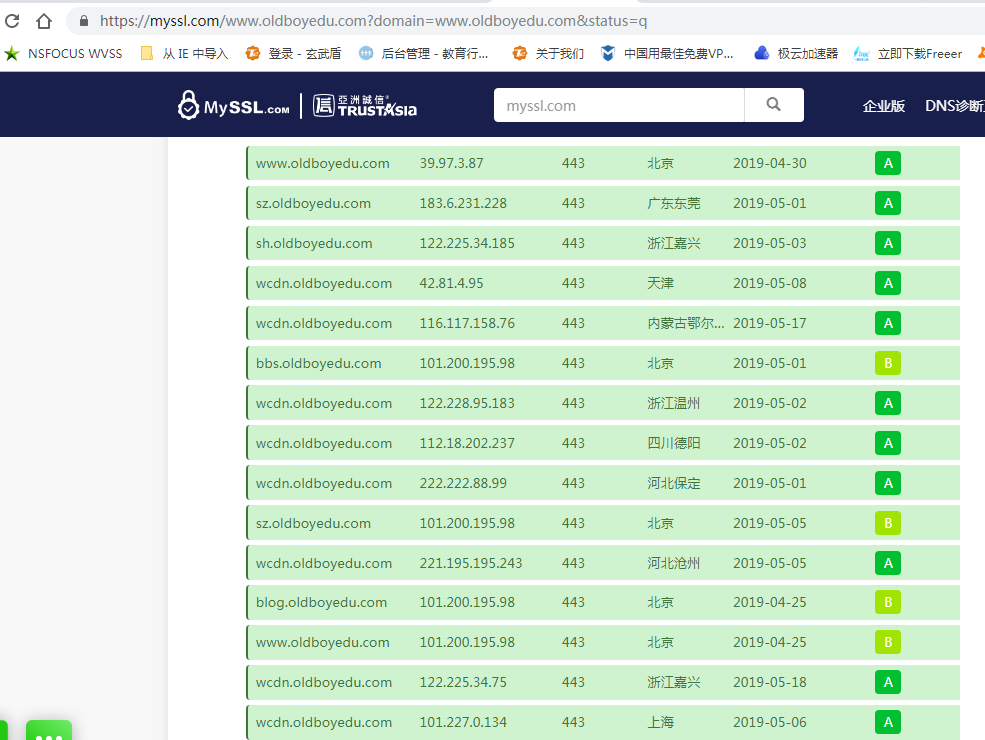 https://myssl.com/www.oldboyedu.com?domain=www.oldboyedu.com&status=q
NSFOCUS WVSS 从 IE 中导入 登录 - 玄武盾 后台管理 - 教育行... 关于我们 中国用最佳免费VP... 极云加速器 立即下载Freeer
MySSL.COM 亞洲誠信 TRUSTASIA myssl.com 企业版 DNS诊断
www.oldboyedu.com 39.97.3.87 443 北京 2019-04-30 A
sz.oldboyedu.com 183.6.231.228 443 广东东莞 2019-05-01 A
sh.oldboyedu.com 122.225.34.185 443 浙江嘉兴 2019-05-03 A
wcdn.oldboyedu.com 42.81.4.95 443 天津 2019-05-08 A
wcdn.oldboyedu.com 116.117.158.76 443 内蒙古鄂尔... 2019-05-17 A
bbs.oldboyedu.com 101.200.195.98 443 北京 2019-05-01 B
wcdn.oldboyedu.com 122.228.95.183 443 浙江温州 2019-05-02 A
wcdn.oldboyedu.com 112.18.202.237 443 四川德阳 2019-05-02 A
wcdn.oldboyedu.com 222.222.88.99 443 河北保定 2019-05-01 A
sz.oldboyedu.com 101.200.195.98 443 北京 2019-05-05 B
wcdn.oldboyedu.com 221.195.195.243 443 河北沧州 2019-05-05 A
blog.oldboyedu.com 101.200.195.98 443 北京 2019-04-25 B
www.oldboyedu.com 101.200.195.98 443 北京 2019-04-25 B
wcdn.oldboyedu.com 122.225.34.75 443 浙江嘉兴 2019-05-18 A
wcdn.oldboyedu.com 101.227.0.134 443 上海 2019-05-06 A